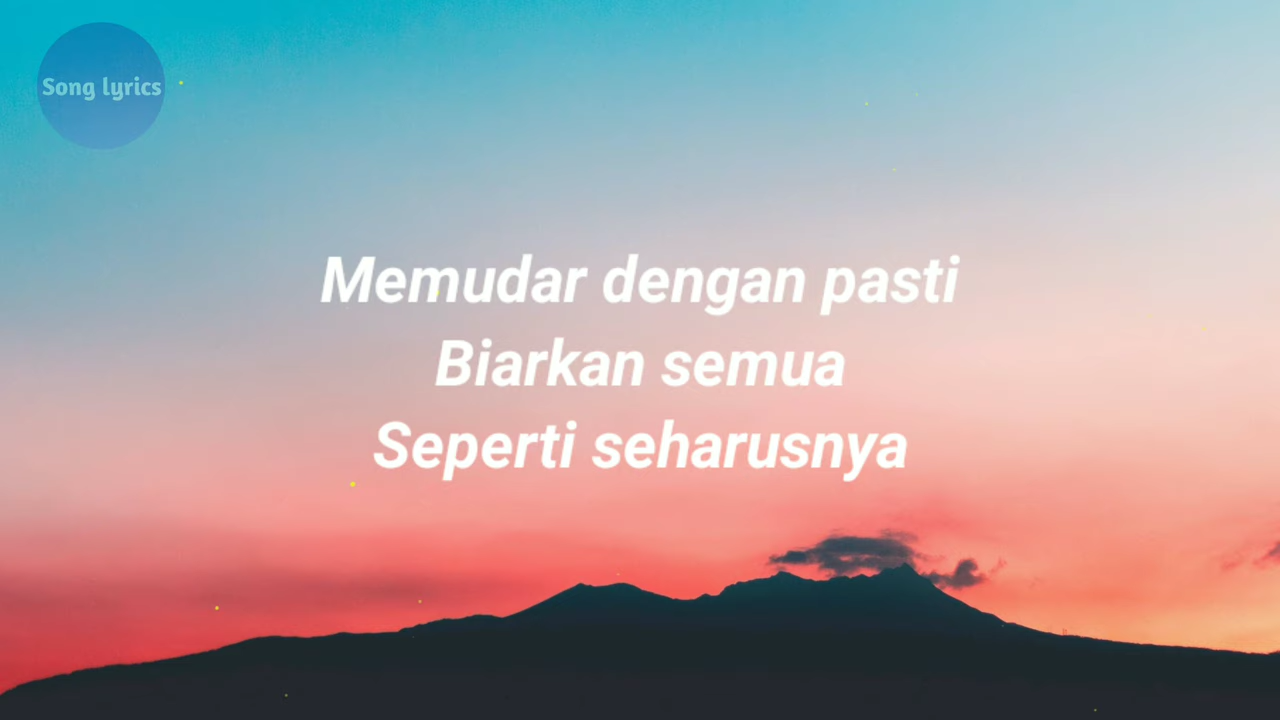 Song lyrics
Memudar dengan pasti
Biarkan semua
Seperti seharusnya